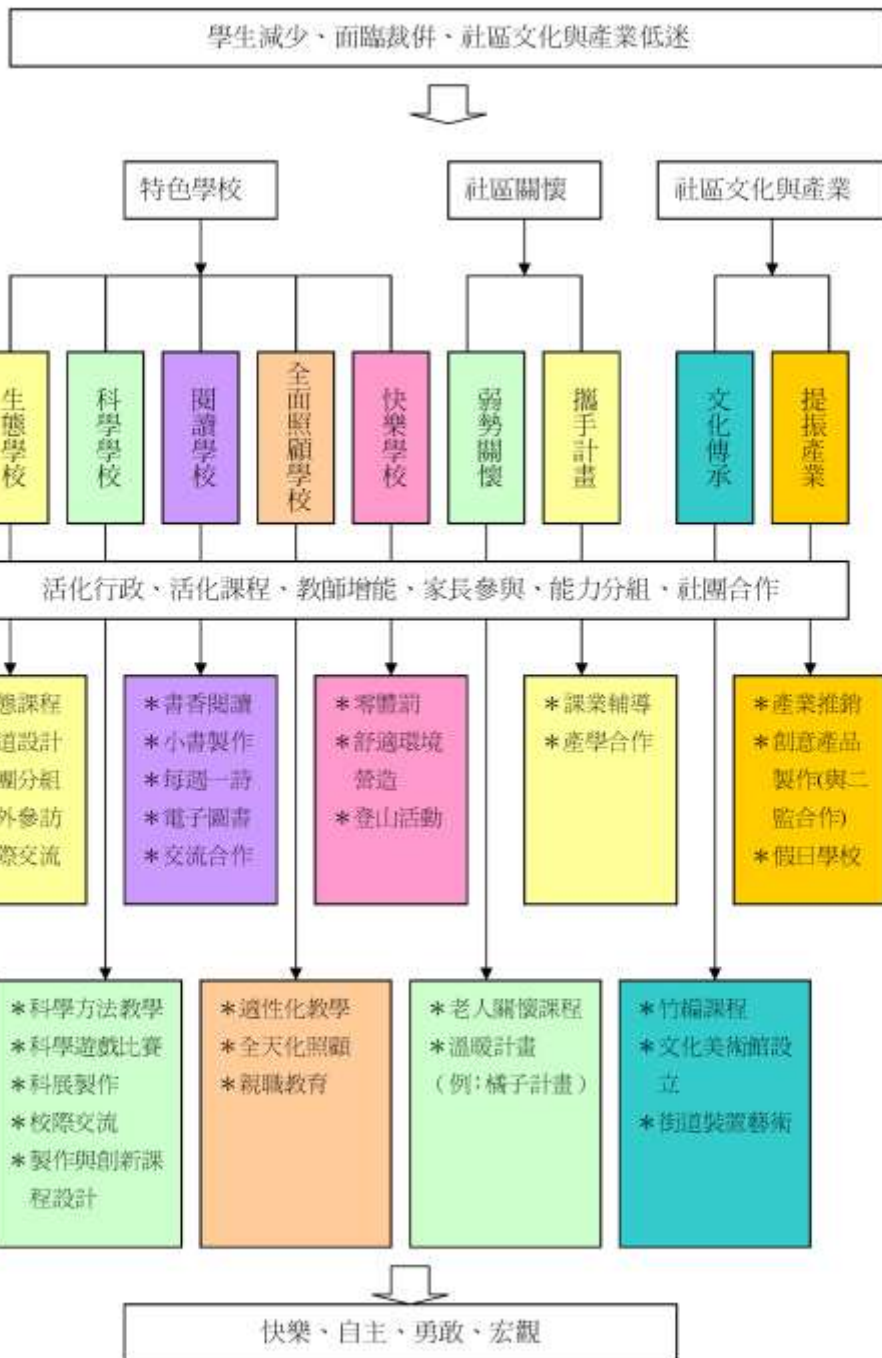 學生減少、面臨裁併、社區文化與產業低迷
特色學校
社區關懷
社區文化與產業
生態學校
科學學校
閱讀學校
全面照顧學校
快樂學校
弱勢關懷
攜手計畫
文化傳承
提振產業
活化行政、活化課程、教師增能、家長參與、能力分組、社團合作
態課程
道設計
團分組
外參訪
際交流
＊書香閱讀
＊小書製作
＊每週一詩
＊電子圖書
＊交流合作
＊零體罰
＊舒適環境
營造
＊登山活動
＊課業輔導
＊產學合作
＊產業推銷
＊創意產品
製作(與二
監合作)
＊假日學校
＊科學方法教學
＊科學遊戲比賽
＊科展製作
＊校際交流
＊製作與創新課
程設計
＊適性化教學
＊全天化照顧
＊親職教育
＊老人關懷課程
＊溫暖計畫
（例：橘子計畫）
＊竹編課程
＊文化美術館設
立
＊街道裝置藝術
快樂、自主、勇敢、宏觀